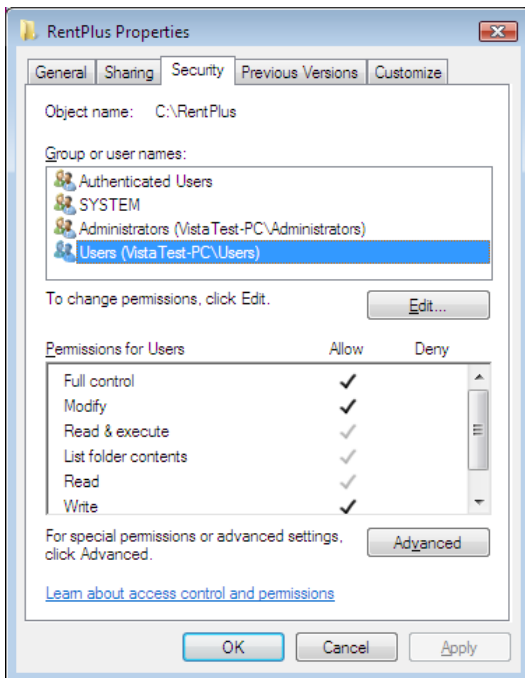 RentPlus Properties
General Sharing Security Previous Versions Customize
Object name: C:\RentPlus
Group or user names:
Authenticated Users
SYSTEM
Administrators (VistaTest-PC\Administrators)
Users (VistaTest-PC\Users)
To change permissions, click Edit.
Edit...
Permissions for Users Allow Deny
Full control
Modify
Read & execute
List folder contents
Read
Write
For special permissions or advanced settings,
click Advanced.
Advanced
Learn about access control and permissions
OK Cancel Apply